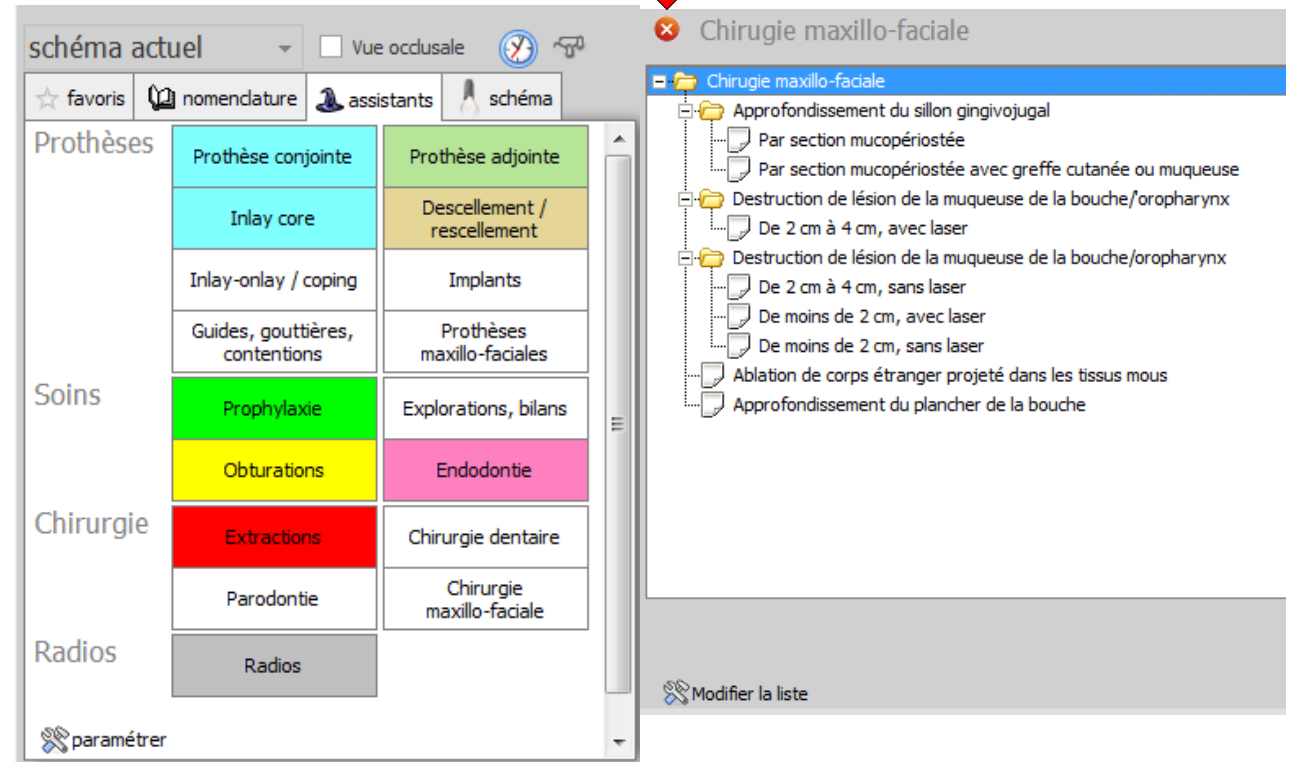 schéma actuel
Vue occlusale
favoris
nomenclature
assistants
schéma
Prothèses
Prothèse conjointe
Prothèse adjointe
Inlay core
Descellement /
rescellement
Inlay-onlay / coping
Implants
Guides, gouttières,
contentions
Prothèses
maxillo-faciales
Soins
Prophylaxie
Explorations, bilans
Obturations
Endodontie
Chirurgie
Extractions
Chirurgie dentaire
Parodontie
Chirurgie
maxillo-faciale
Radios
Radios
paramétrer
Chirugie maxillo-faciale
Chirugie maxillo-faciale
Approfondissement du sillon gingivojugal
Par section mucopériostée
Par section mucopériostée avec greffe cutanée ou muqueuse
Destruction de lésion de la muqueuse de la bouche/'oropharynx
De 2 cm à 4 cm, avec laser
Destruction de lésion de la muqueuse de la bouche/oropharynx
De 2 cm à 4 cm, sans laser
De moins de 2 cm, avec laser
De moins de 2 cm, sans laser
Ablation de corps étranger projeté dans les tissus mous
Approfondissement du plancher de la bouche
Modifier la liste